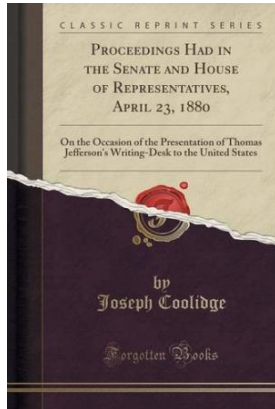 CLASSIC REPRINT SERIES
PROCEEDINGS HAD IN
THE SENATE AND HOUSE
OF REPRESENTATIVES,
APRIL 23, 1880
On the Occasion of the Presentation of Thomas
Jefferson's Writing-Desk to the United States
by
Joseph Coolidge
Forgotten Books